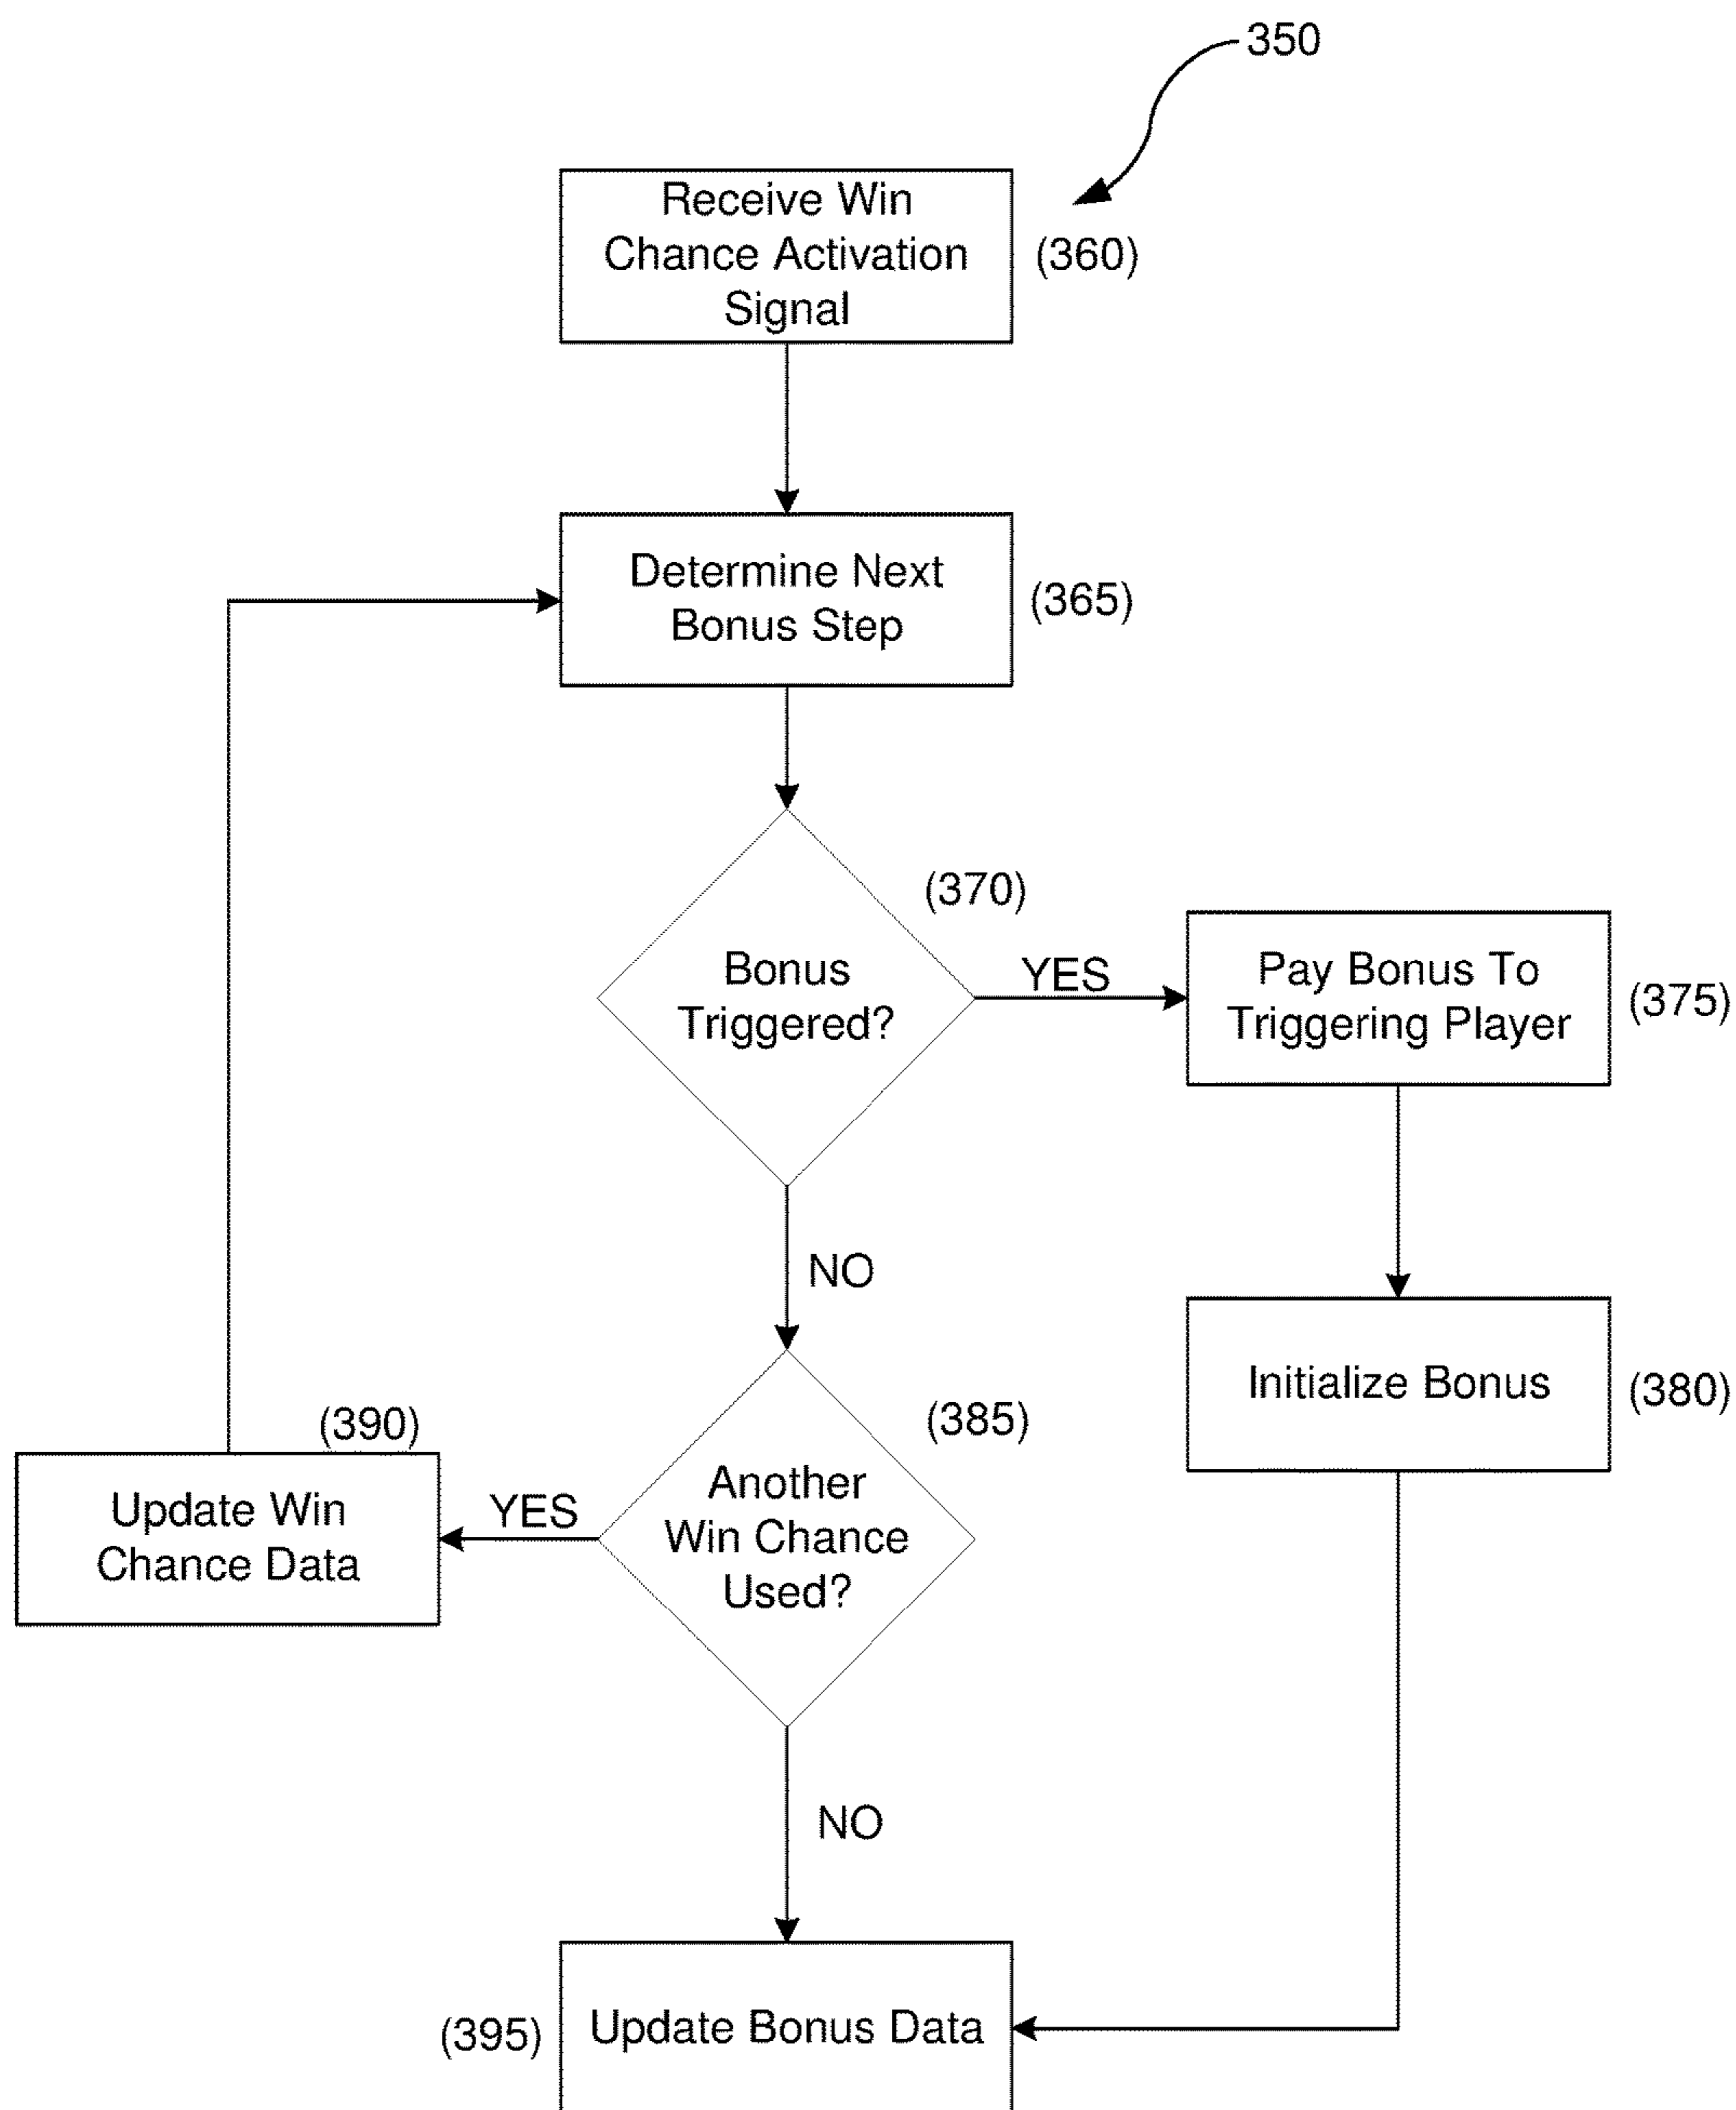 350
Receive Win
Chance Activation
Signal
(360)
Determine Next
Bonus Step
(365)
(370)
Bonus
Triggered?
YES
Pay Bonus To
Triggering Player
(375)
NO
Initialize Bonus
(380)
(385)
Another
Win Chance
Used?
YES
(390)
Update Win
Chance Data
NO
(395)
Update Bonus Data